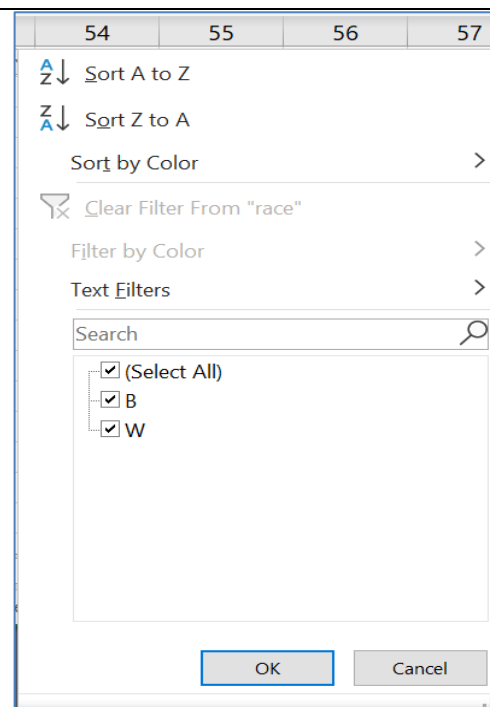 54 55 56 57
A Z Sort A to Z
Z A Sort Z to A
Sort by Color
Clear Filter From "race"
Filter by Color
Text Filters
Search
(Select All)
B
W
OK Cancel